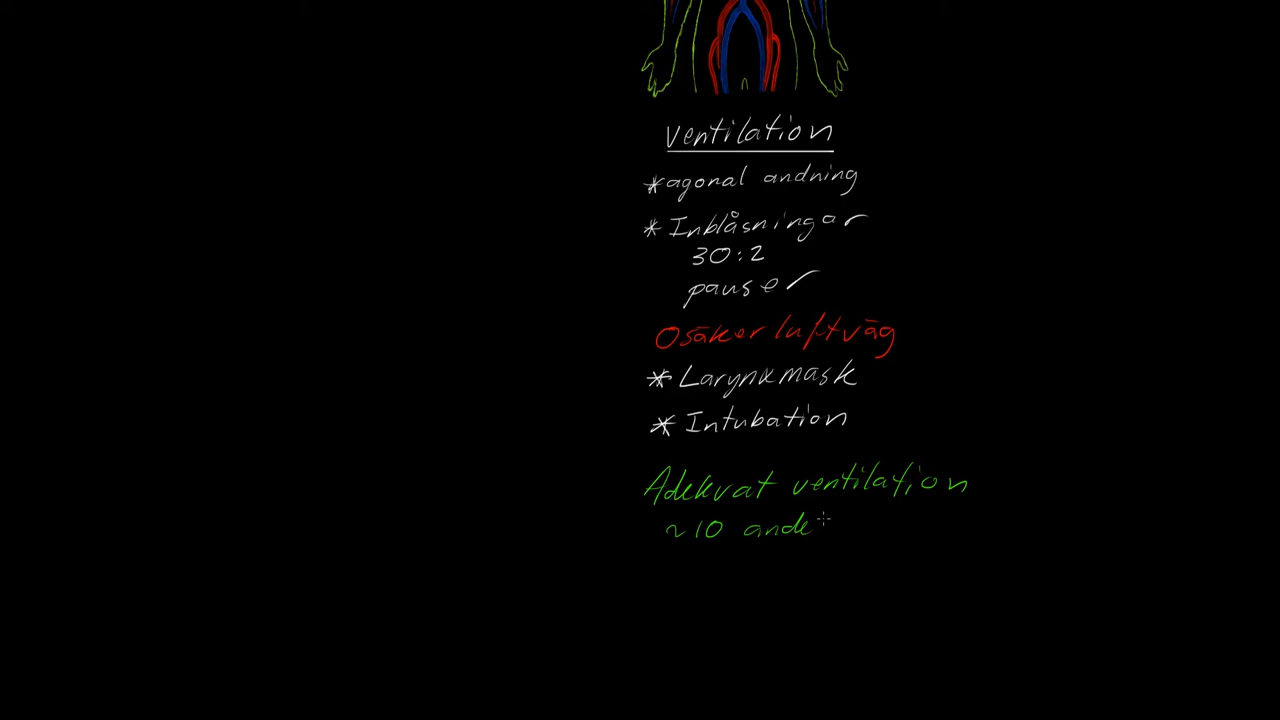 Ventilation
*agonal andning
* Inblåsningar
30:2
pauser
Osäker luftväg
* Larynxmask
* Intubation
Adekvat ventilation
~10 ande